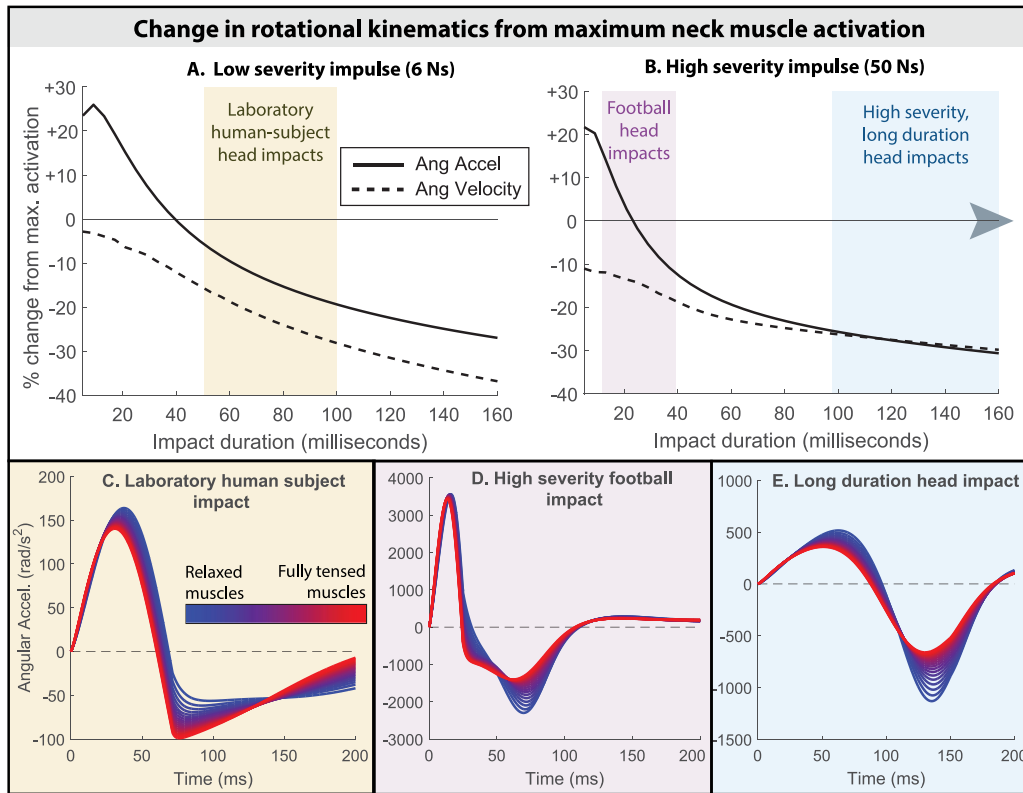 Change in rotational kinematics from maximum neck muscle activation
A. Low severity impulse (6 Ns)
% change from max. activation
+30
+20
+10
0
-10
-20
-30
-40
Laboratory
human-subject
head impacts
Ang Accel
Ang Velocity
20 40 60 80 100 120 140 160
Impact duration (milliseconds)
B. High severity impulse (50 Ns)
+30
+20
+10
0
-10
-20
-30
-40
Football
head
impacts
High severity,
long duration
head impacts
20 40 60 80 100 120 140 160
Impact duration (milliseconds)
C. Laboratory human subject
impact
Angular Accel. (rad/s²)
200
150
100
50
0
-50
-100
Relaxed
muscles
Fully tensed
muscles
0 50 100 150 200
Time (ms)
D. High severity football
impact
4000
3000
2000
1000
0
-1000
-2000
-3000
0 50 100 150 200
Time (ms)
E. Long duration head impact
1000
500
0
-500
-1000
-1500
0 50 100 150 200
Time (ms)